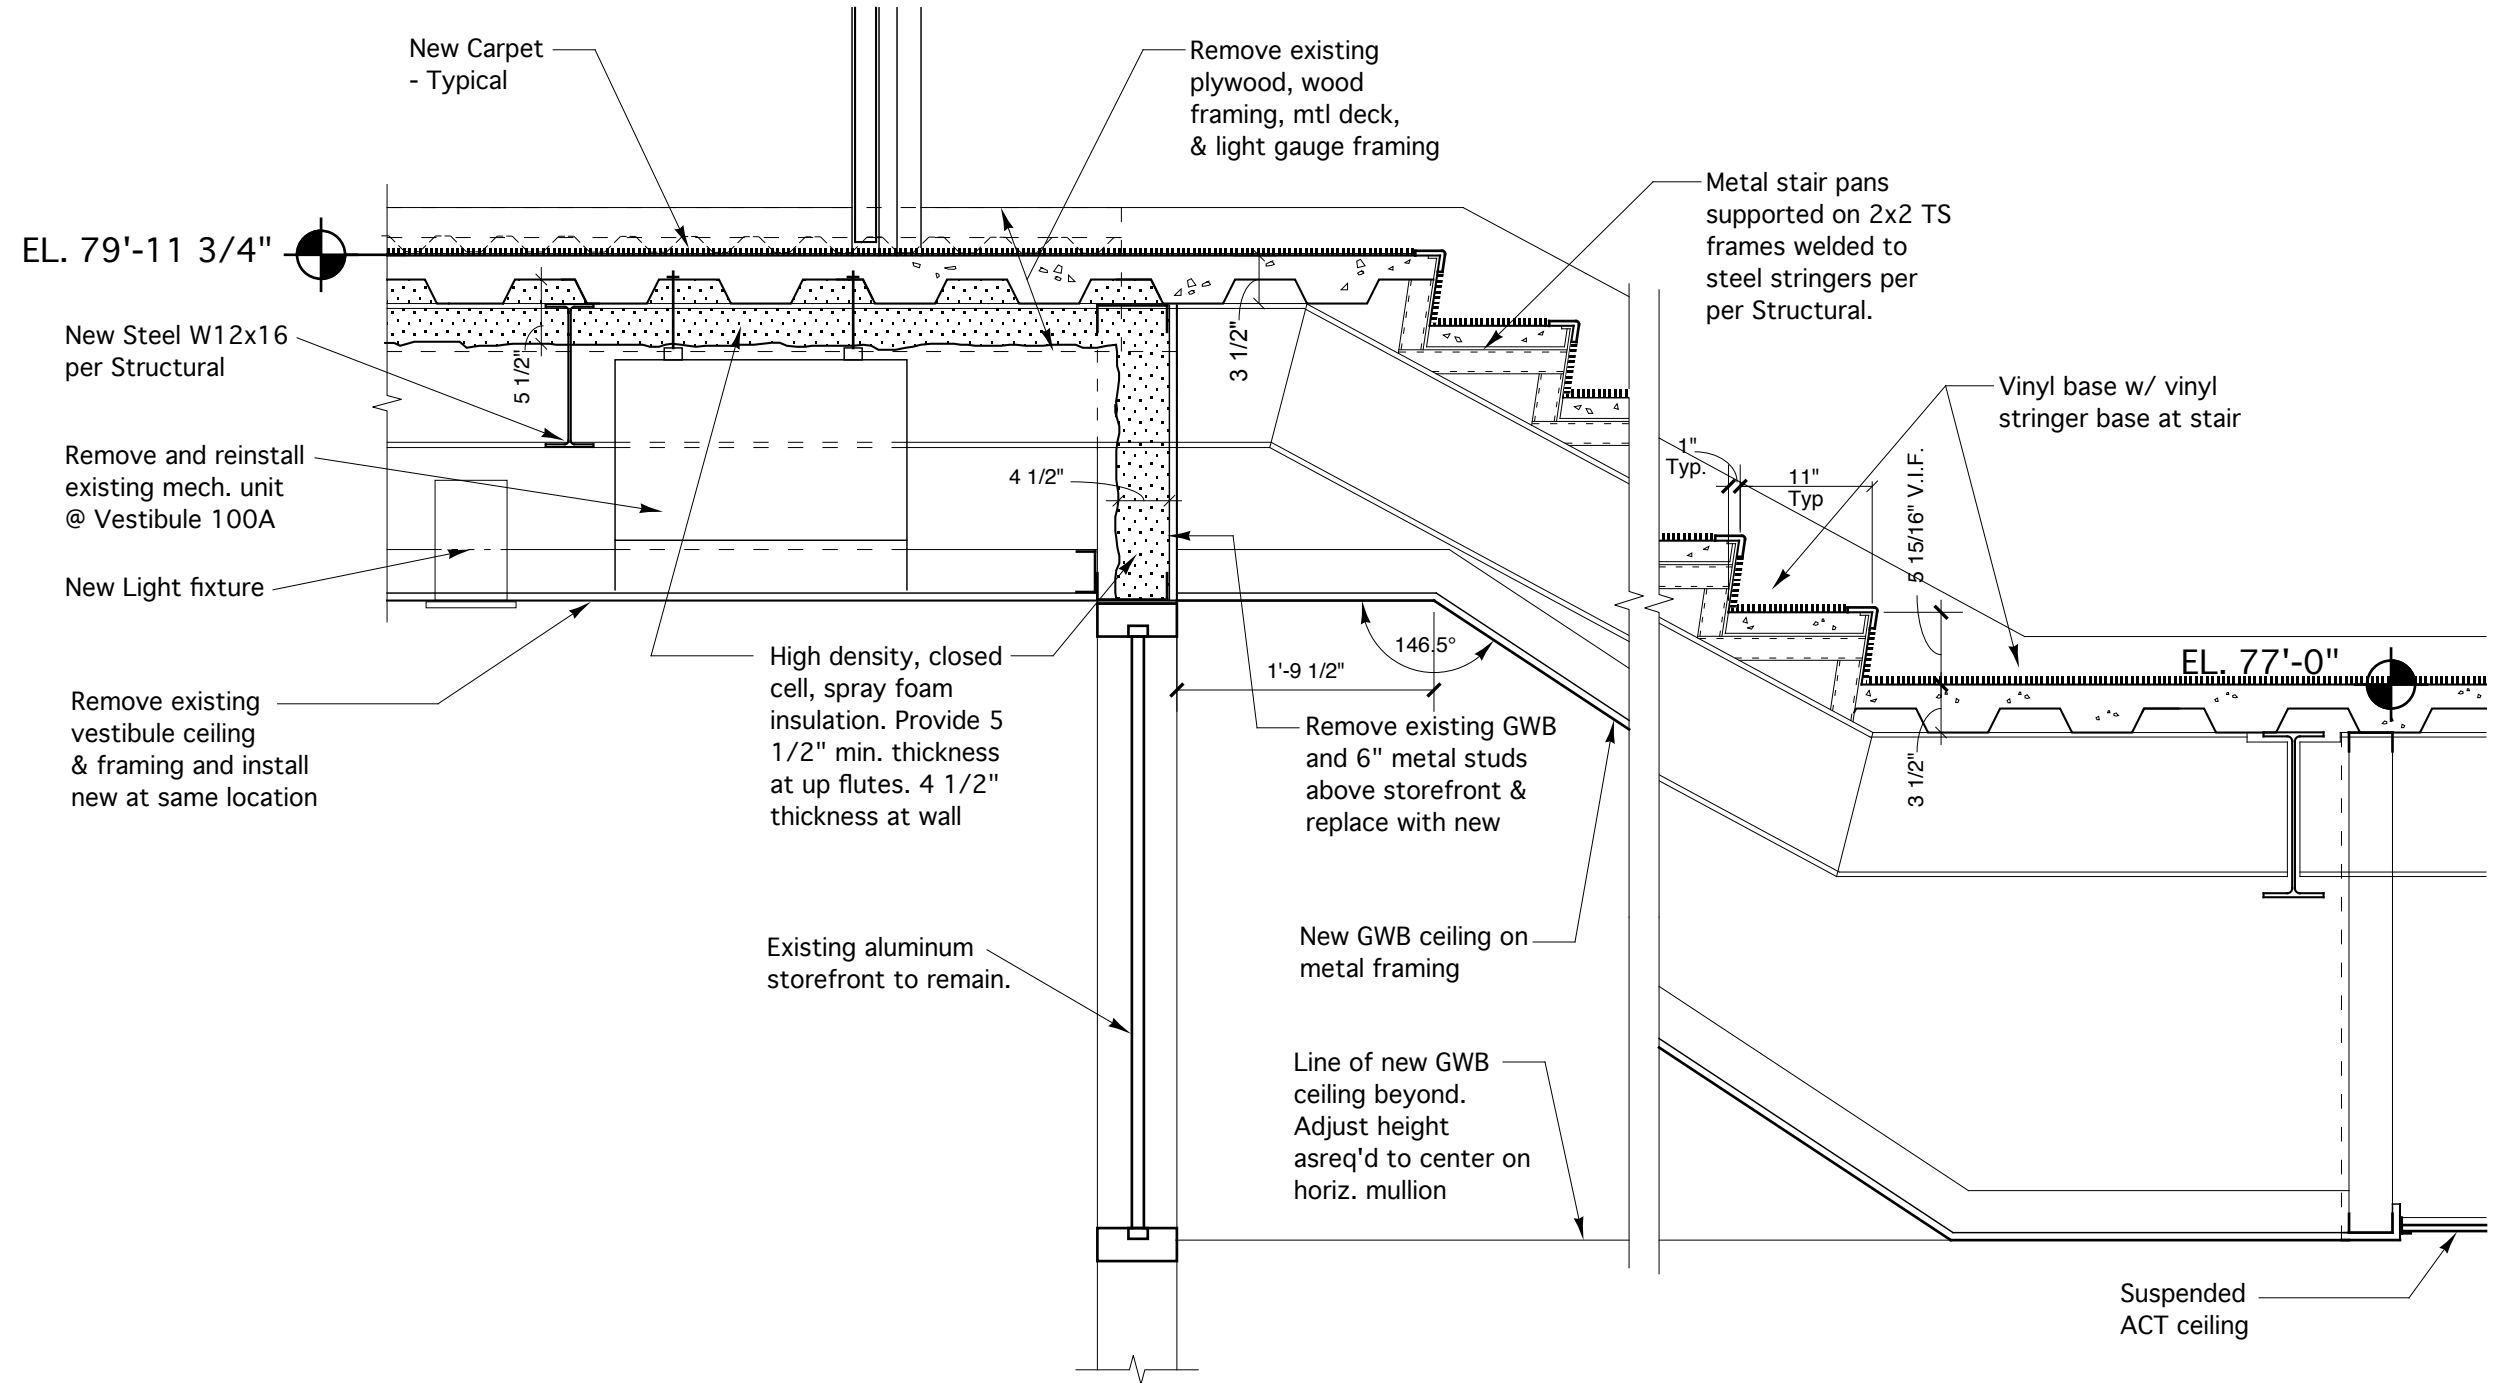 New Carpet
- Typical
Remove existing
plywood, wood
framing, mtl deck,
& light gauge framing
Metal stair pans
supported on 2x2 TS
frames welded to
steel stringers per
per Structural.
EL. 79'-11 3/4"
New Steel W12x16
per Structural
5 1/2"
3 1/2"
Vinyl base w/ vinyl
stringer base at stair
Remove and reinstall
existing mech. unit
@ Vestibule 100A
4 1/2"
1"
Typ.
11"
Typ
5 15/16" V.I.F.
New Light fixture
High density, closed
cell, spray foam
insulation. Provide 5
1/2" min. thickness
at up flutes. 4 1/2"
thickness at wall
146.5°
1'-9 1/2"
EL. 77'-0"
Remove existing
vestibule ceiling
& framing and install
new at same location
Remove existing GWB
and 6" metal studs
above storefront &
replace with new
3 1/2"
Existing aluminum
storefront to remain.
New GWB ceiling on
metal framing
Line of new GWB
ceiling beyond.
Adjust height
asreq'd to center on
horiz. mullion
Suspended
ACT ceiling